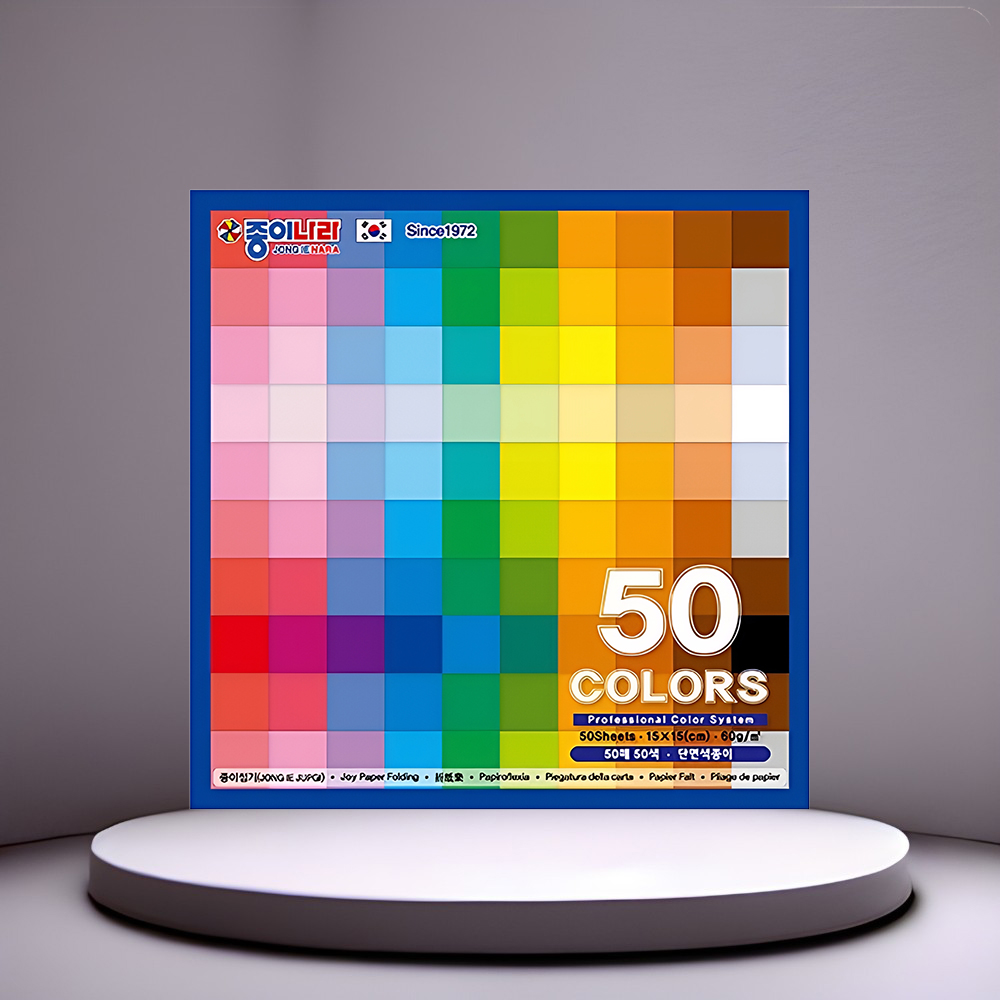 종이나라
JONG IE NARA
Since1972
50
COLORS
Professional Color System
50Sheets · 15×15(cm) · 60g/㎡
50매 50색 · 단면색종이
종이접기(JONG IE JUPGI) • Joy Paper Folding • 折紙 • Papiroflexia • Piegatura della carta • Papier Falt • Pliage de papier